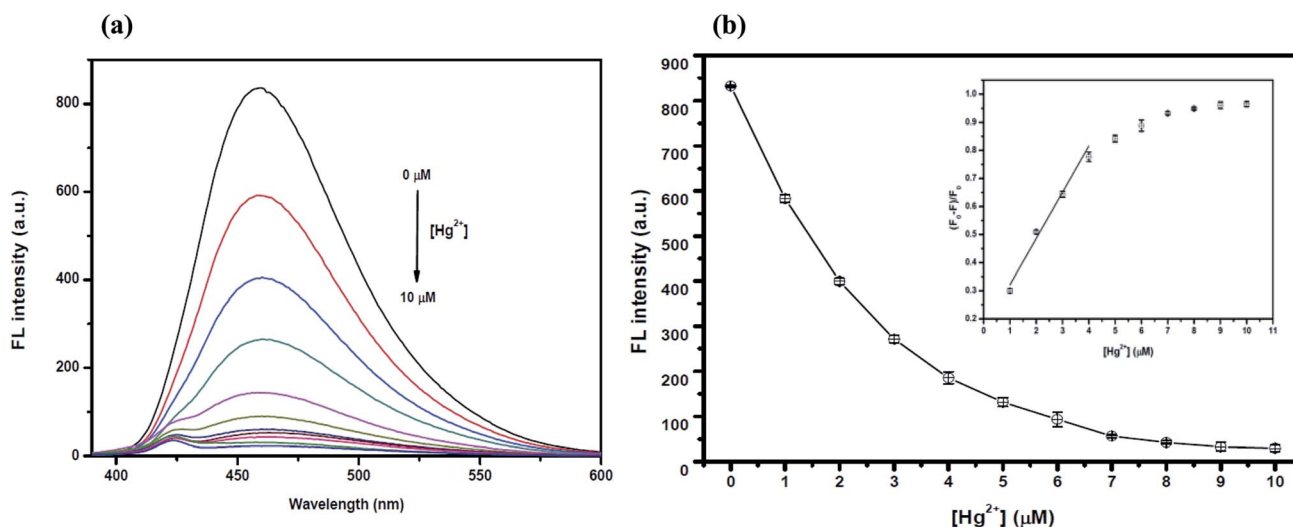 (a)
800
600
400
200
0
FL intensity (a.u.)
400
450
500
550
600
Wavelength (nm)
0 μM
[Hg²⁺]
10 μM
(b)
900
800
700
600
500
400
300
200
100
0
FL intensity (a.u.)
0 1 2 3 4 5 6 7 8 9 10
[Hg²⁺] (μM)
1.0
0.9
0.8
0.7
0.6
0.5
0.4
0.3
0.2
(F₀-F)/F₀
0 1 2 3 4 5 6 7 8 9 10 11
[Hg²⁺] (μM)